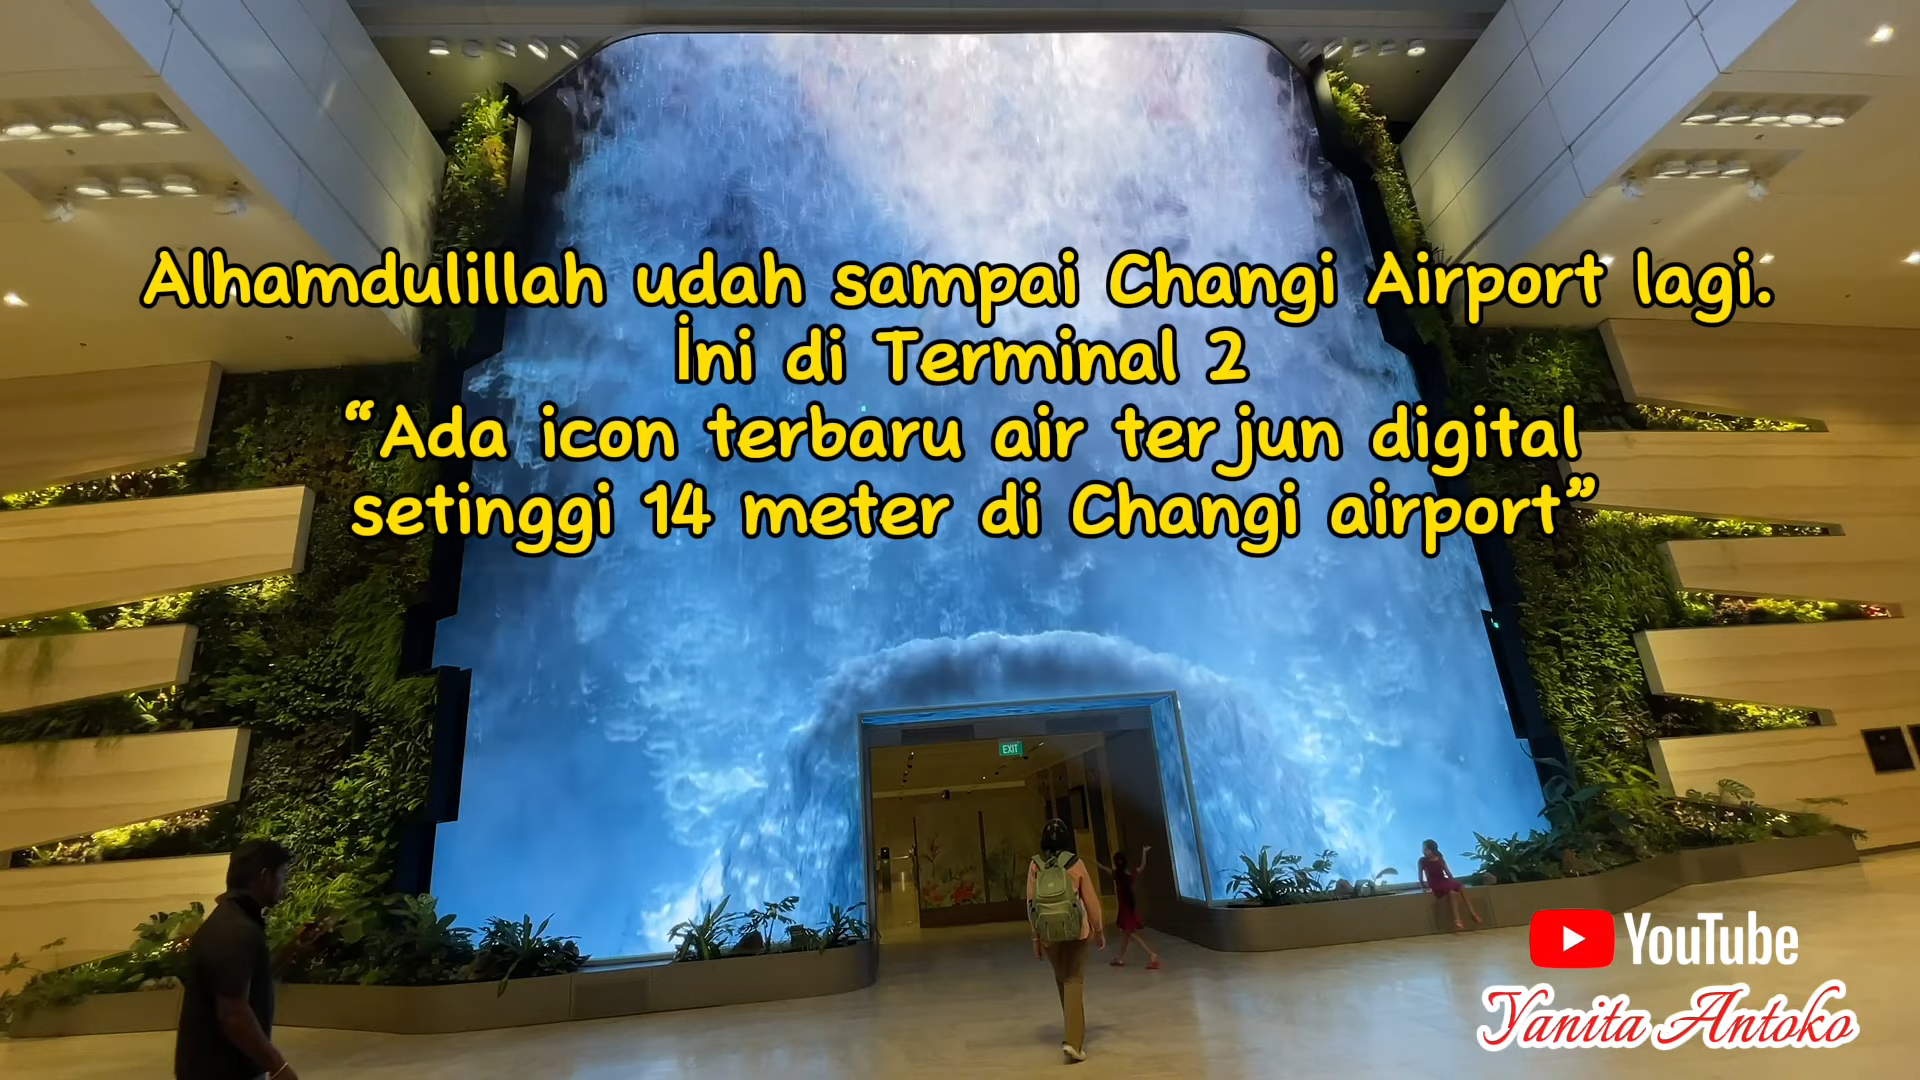 Alhamdulillah udah sampai Changi Airport lagi.
İni di Terminal 2
“Ada icon terbaru air terjun digital
setinggi 14 meter di Changi airport”
EXIT
YouTube
Yanita Antoko